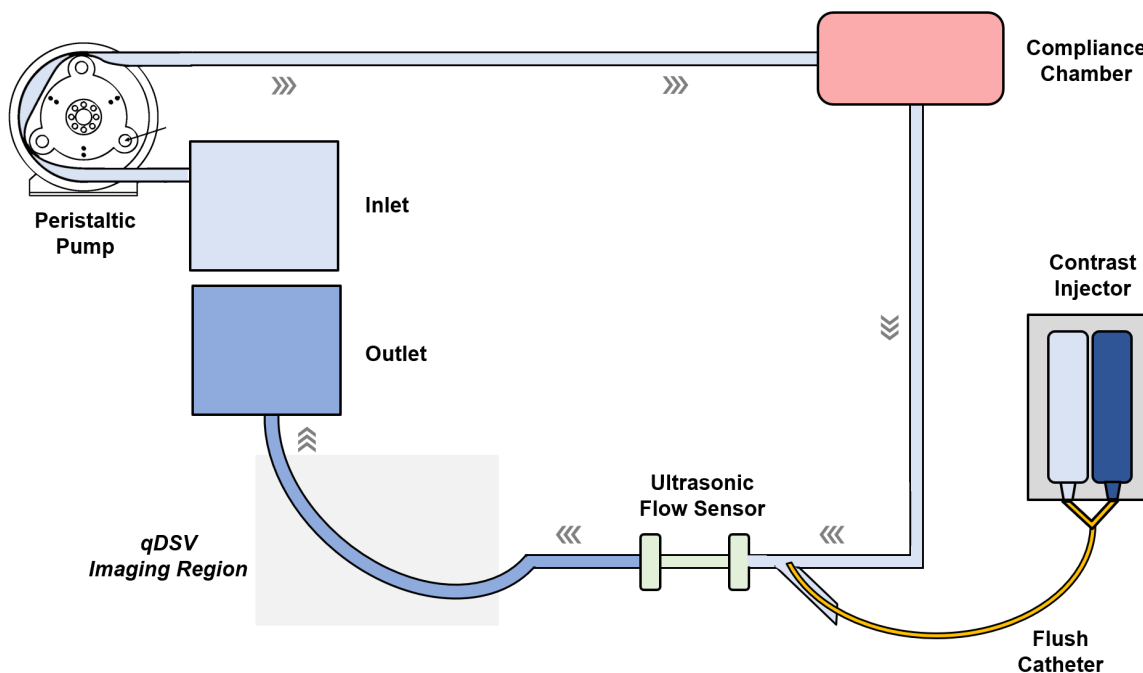 Compliance
Chamber
Peristaltic
Pump
Inlet
Contrast
Injector
Outlet
Ultrasonic
Flow Sensor
qDSV
Imaging Region
Flush
Catheter